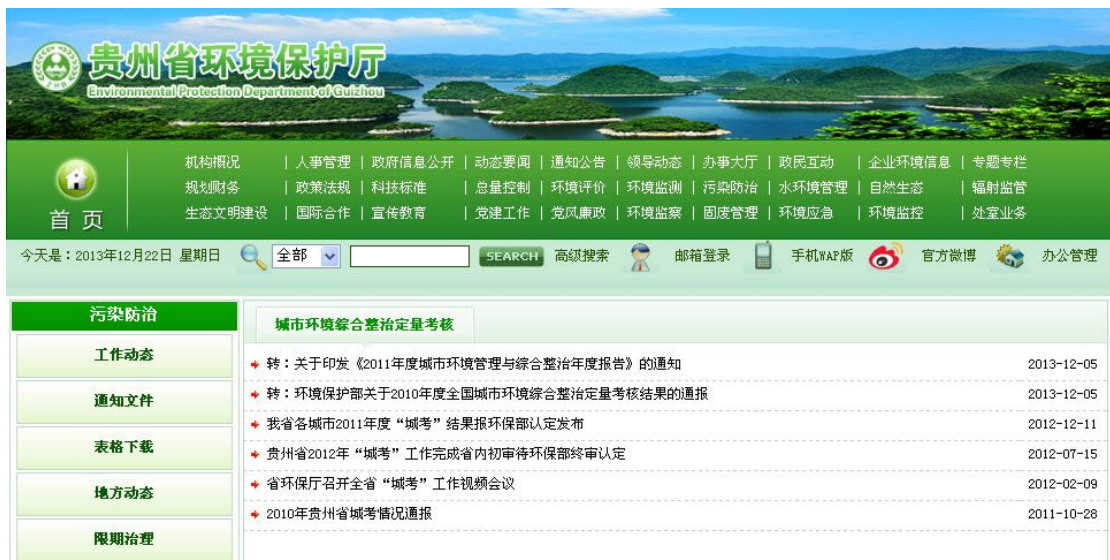 贵州省环境保护厅
Environmental Protection Department of Guizhou
首页
机构概况 | 人事管理 | 政府信息公开 | 动态要闻 | 通知公告 | 领导动态 | 办事大厅 | 政民互动 | 企业环境信息 | 专题专栏
规划财务 | 政策法规 | 科技标准 | 总量控制 | 环境评价 | 环境监测 | 污染防治 | 水环境管理 | 自然生态 | 辐射监管
生态文明建设 | 国际合作 | 宣传教育 | 党建工作 | 党风廉政 | 环境监察 | 固废管理 | 环境应急 | 环境监控 | 处室业务
今天是：2013年12月22日 星期日 全部 SEARCH 高级搜索 邮箱登录 手机WAP版 官方微博 办公管理
污染防治
工作动态
通知文件
表格下载
地方动态
限期治理
城市环境综合整治定量考核
转：关于印发《2011年度城市环境管理与综合整治年度报告》的通知 2013-12-05
转：环境保护部关于2010年度全国城市环境综合整治定量考核结果的通报 2013-12-05
我省各城市2011年度“城考”结果报环保部认定发布 2012-12-11
贵州省2012年“城考”工作完成省内初审待环保部终审认定 2012-07-15
省环保厅召开全省“城考”工作视频会议 2012-02-09
2010年贵州省城考情况通报 2011-10-28